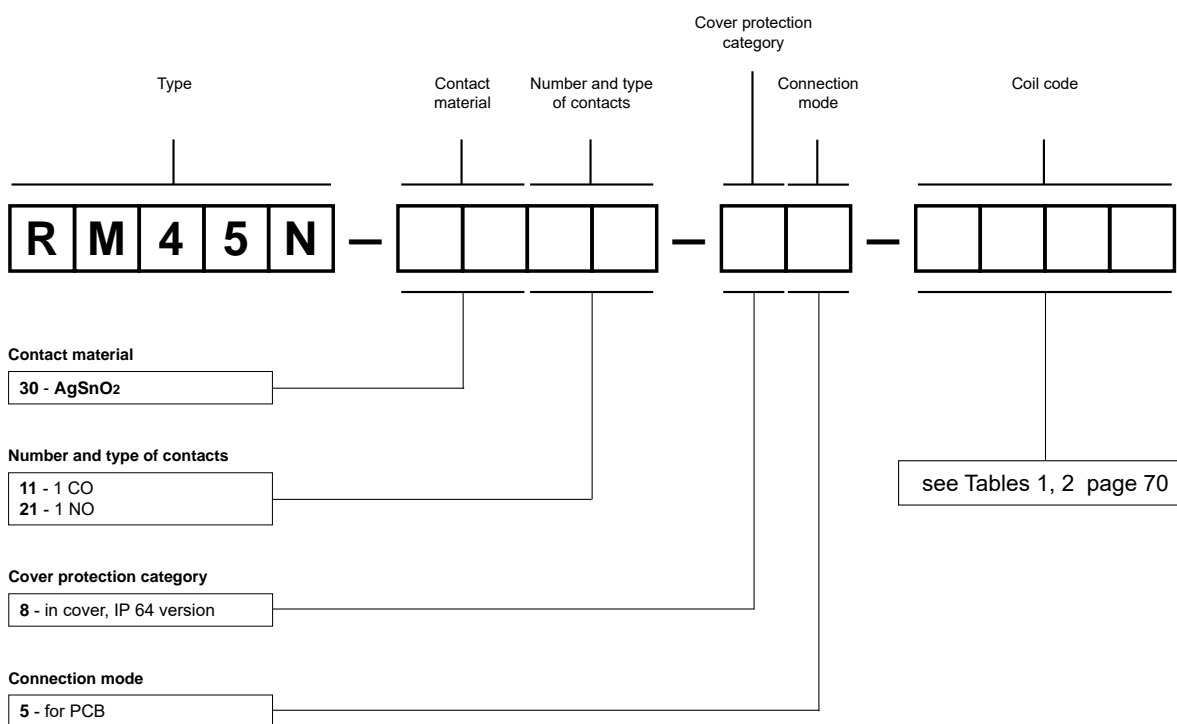 Cover protection
category
Type
Contact
material
Number and type
of contacts
Connection
mode
Coil code
R M 4 5 N – –  –
Contact material
30 - AgSnO2
Number and type of contacts
11 - 1 CO
21 - 1 NO
see Tables 1, 2 page 70
Cover protection category
8 - in cover, IP 64 version
Connection mode
5 - for PCB